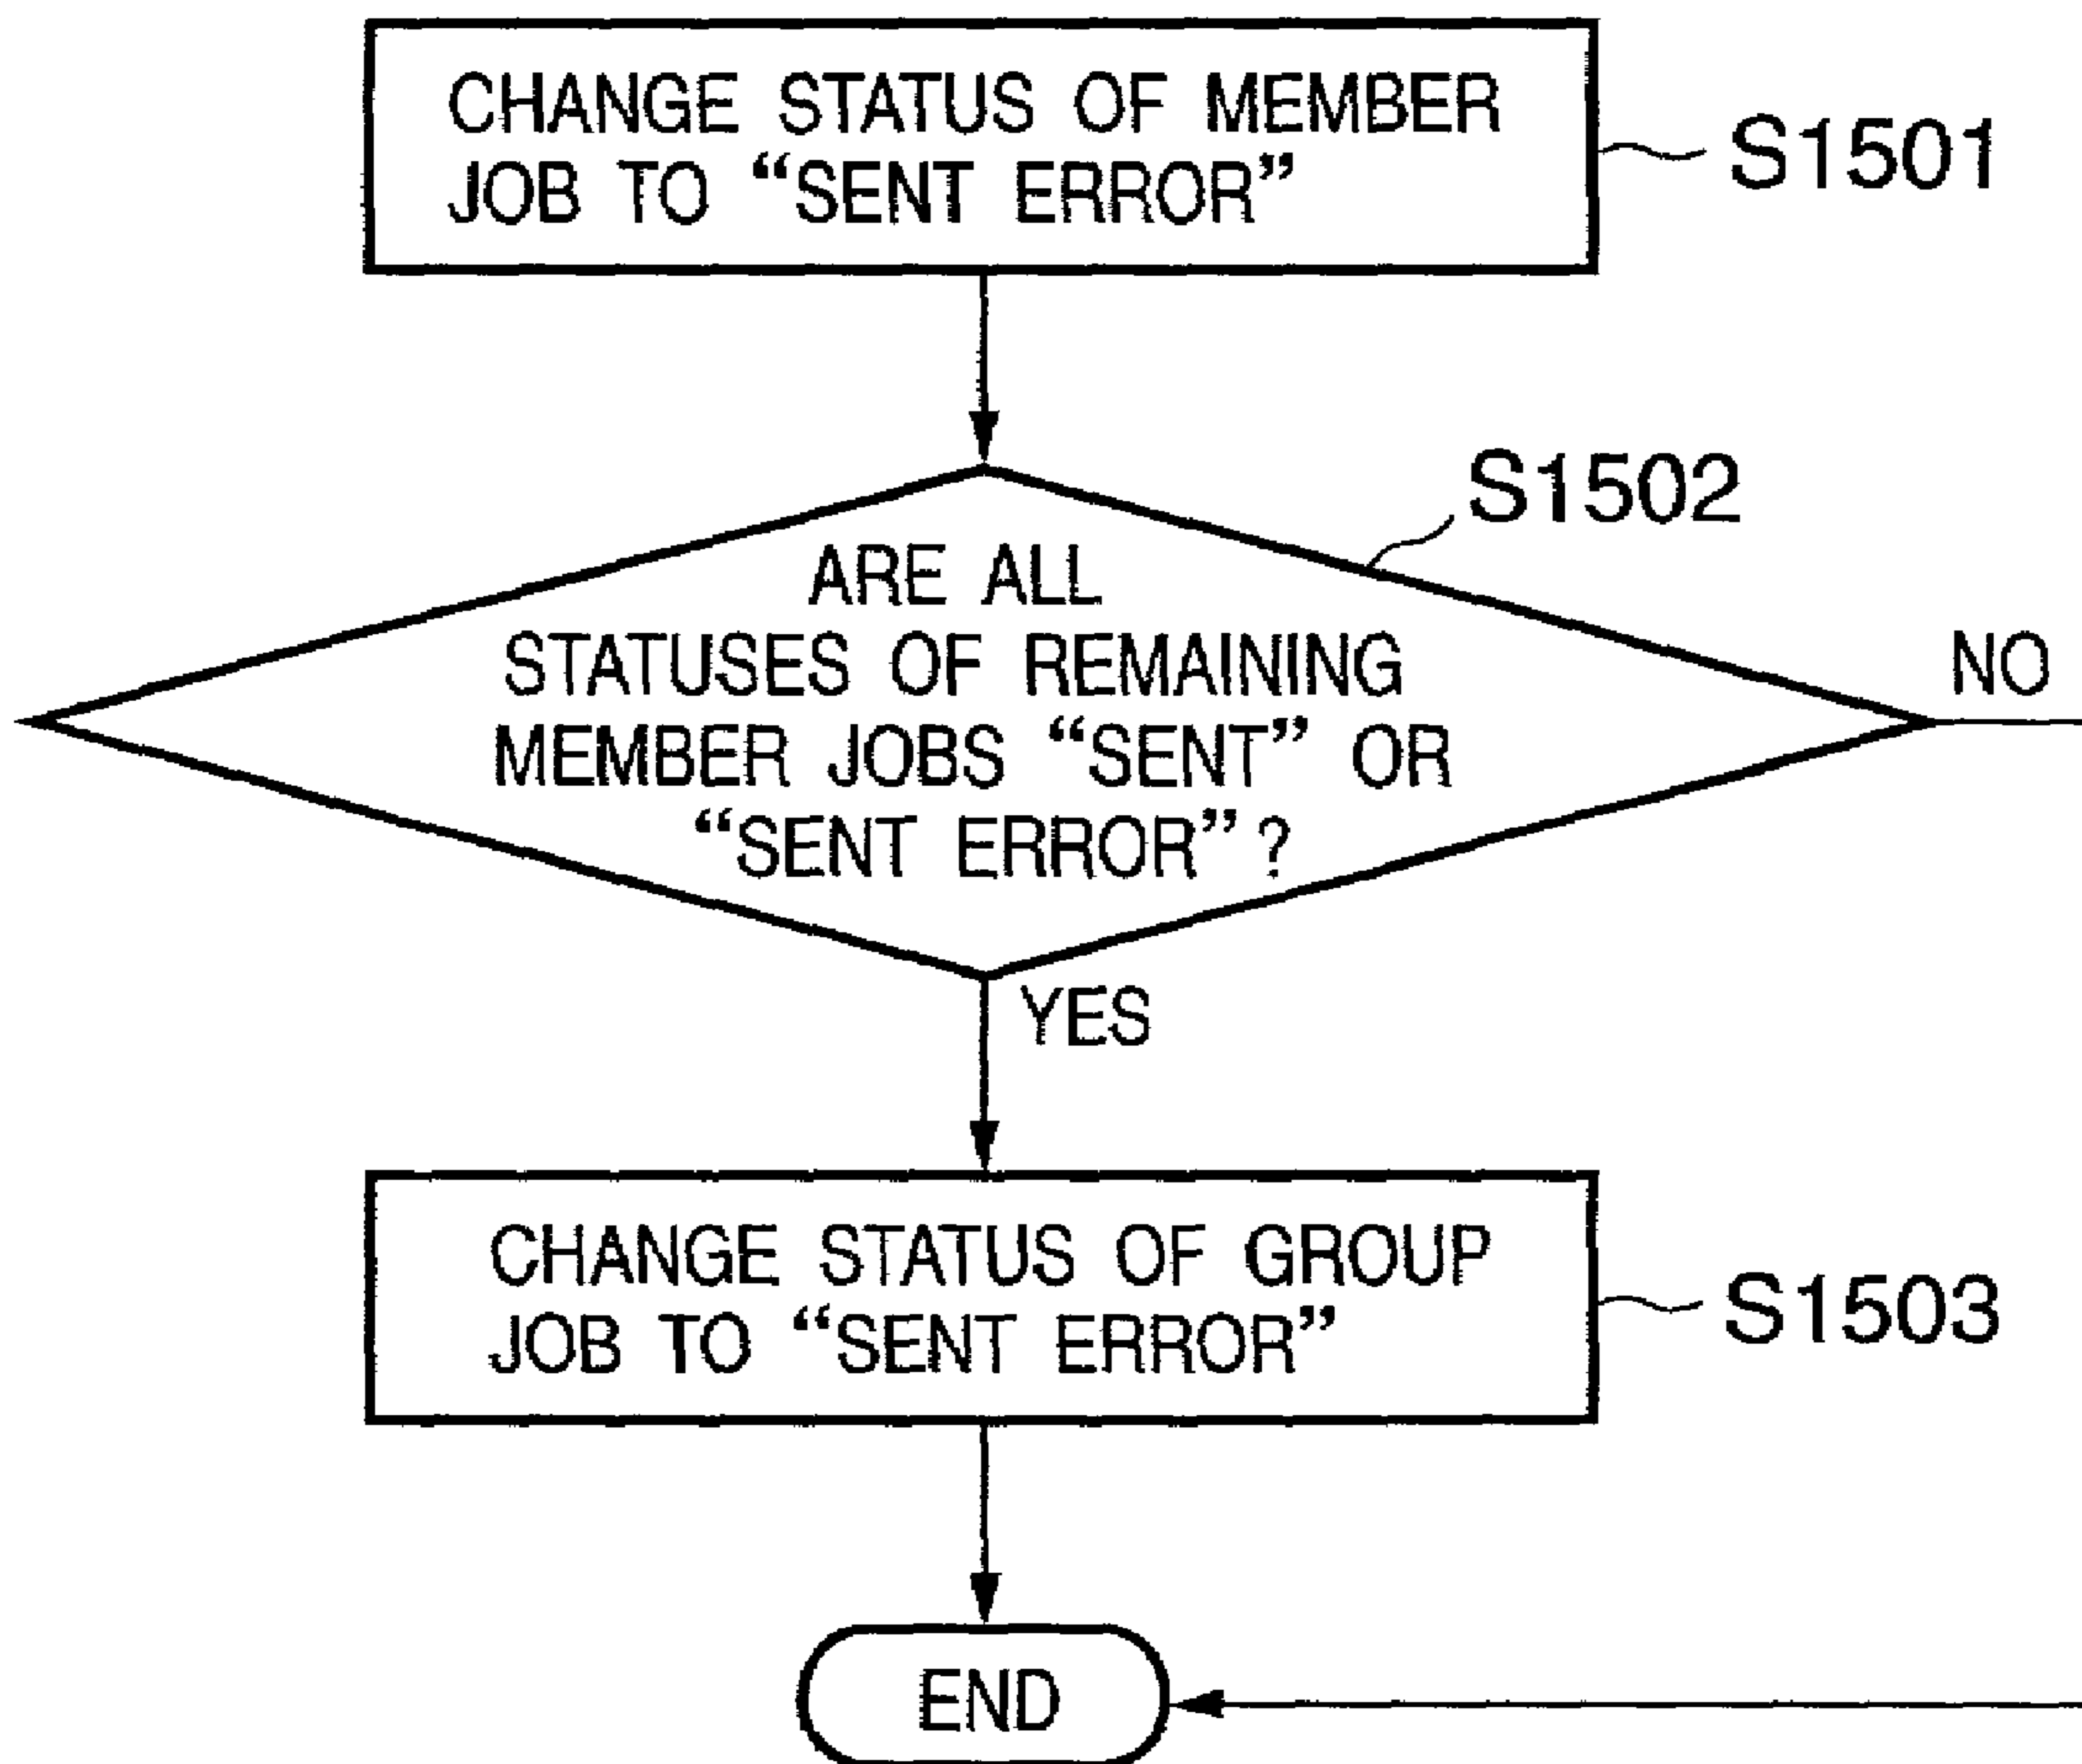 CHANGE STATUS OF MEMBER
JOB TO “SENT ERROR”
S1501
S1502
ARE ALL
STATUSES OF REMAINING
MEMBER JOBS “SENT” OR
“SENT ERROR”?
NO
YES
CHANGE STATUS OF GROUP
JOB TO “SENT ERROR”
S1503
END